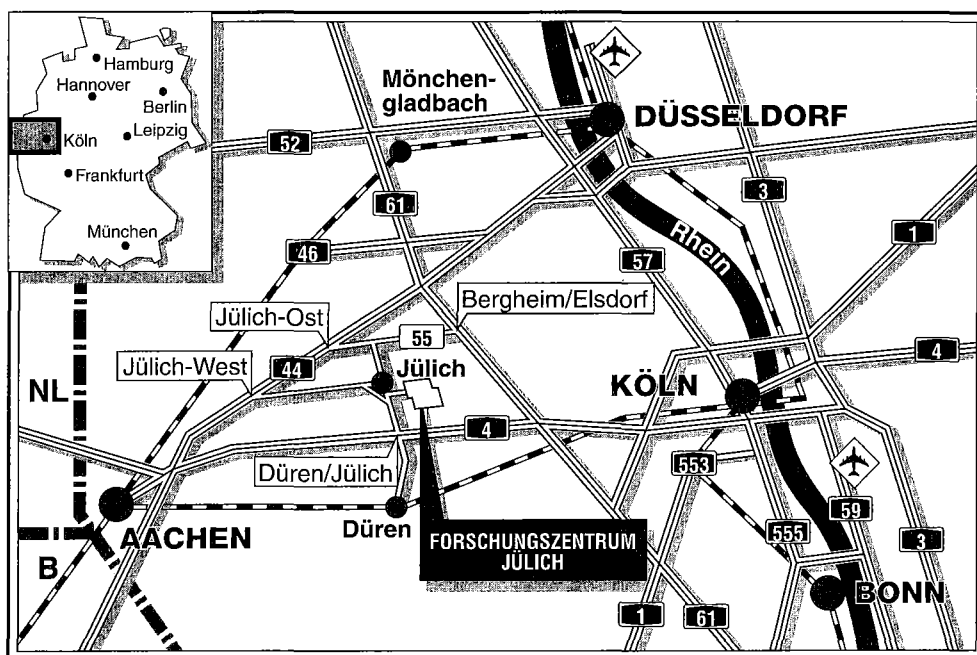 Hamburg
Hannover
Berlin
Köln
Leipzig
Frankfurt
München
Mönchen-
gladbach
DÜSSELDORF
52
61
3
1
46
57
Rhein
Bergheim/Elsdorf
Jülich-Ost
55
4
Jülich-West
44
Jülich
NL
KÖLN
4
Düren/Jülich
553
Düren
AACHEN
59
555
3
B
FORSCHUNGSZENTRUM
JÜLICH
BONN
1
61